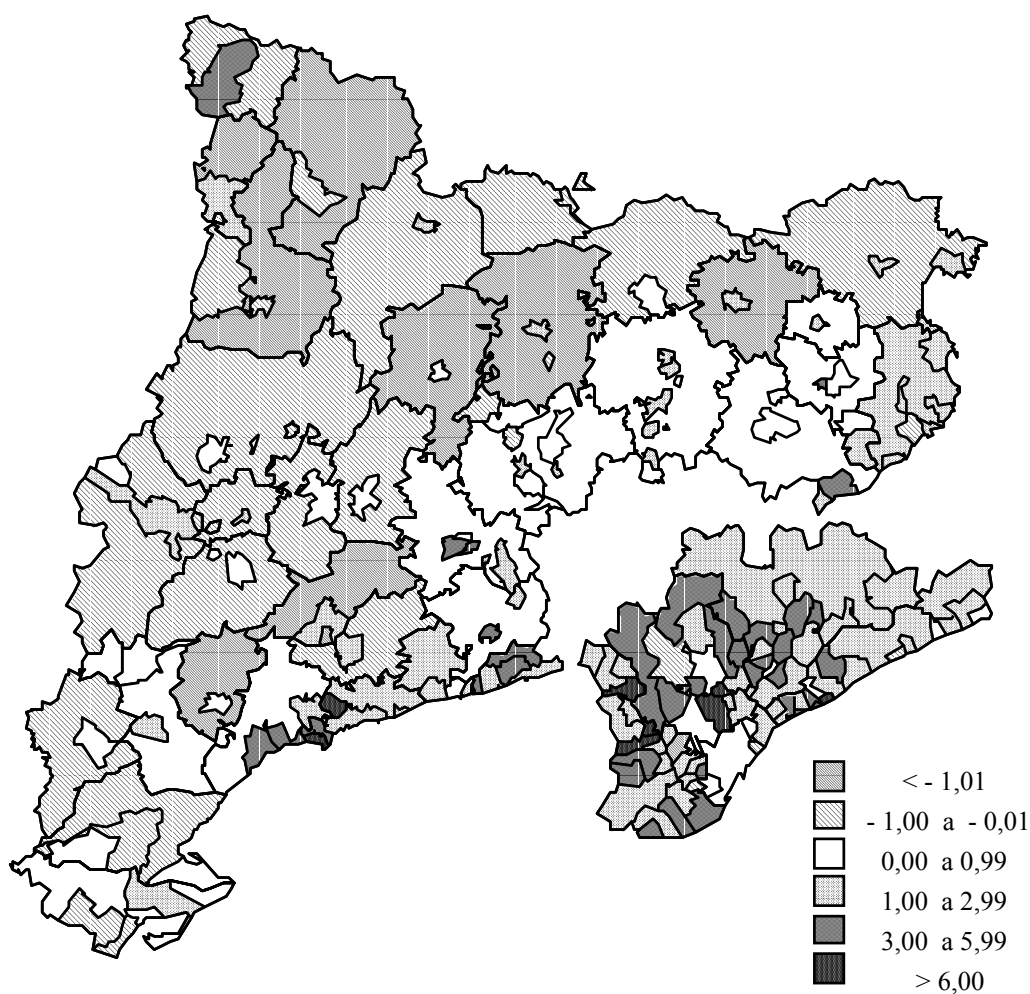 < - 1,01
- 1,00 a - 0,01
0,00 a 0,99
1,00 a 2,99
3,00 a 5,99
> 6,00